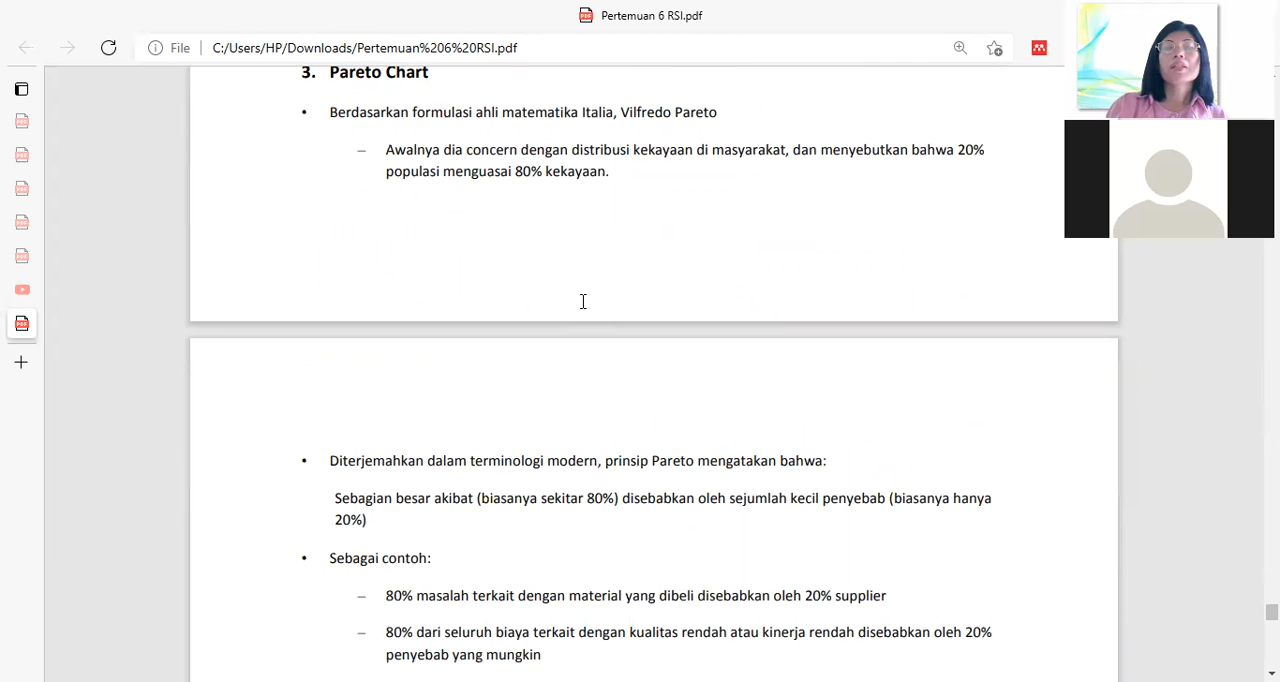 Pertemuan 6 RSI.pdf
File C:/Users/HP/Downloads/Pertemuan%206%20RSI.pdf
3. Pareto Chart
• Berdasarkan formulasi ahli matematika Italia, Vilfredo Pareto
– Awalnya dia concern dengan distribusi kekayaan di masyarakat, dan menyebutkan bahwa 20%
populasi menguasai 80% kekayaan.
• Diterjemahkan dalam terminologi modern, prinsip Pareto mengatakan bahwa:
Sebagian besar akibat (biasanya sekitar 80%) disebabkan oleh sejumlah kecil penyebab (biasanya hanya
20%)
• Sebagai contoh:
– 80% masalah terkait dengan material yang dibeli disebabkan oleh 20% supplier
– 80% dari seluruh biaya terkait dengan kualitas rendah atau kinerja rendah disebabkan oleh 20%
penyebab yang mungkin